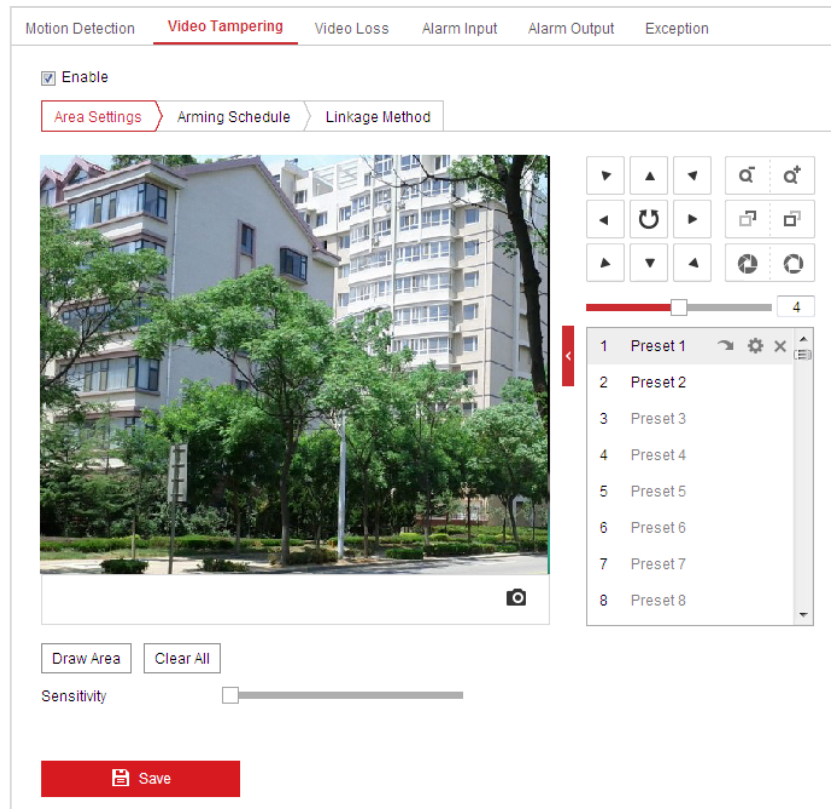 Motion Detection Video Tampering Video Loss Alarm Input Alarm Output Exception
Enable
Area Settings Arming Schedule Linkage Method
4
1 Preset 1
2 Preset 2
3 Preset 3
4 Preset 4
5 Preset 5
6 Preset 6
7 Preset 7
8 Preset 8
Draw Area Clear All
Sensitivity
Save